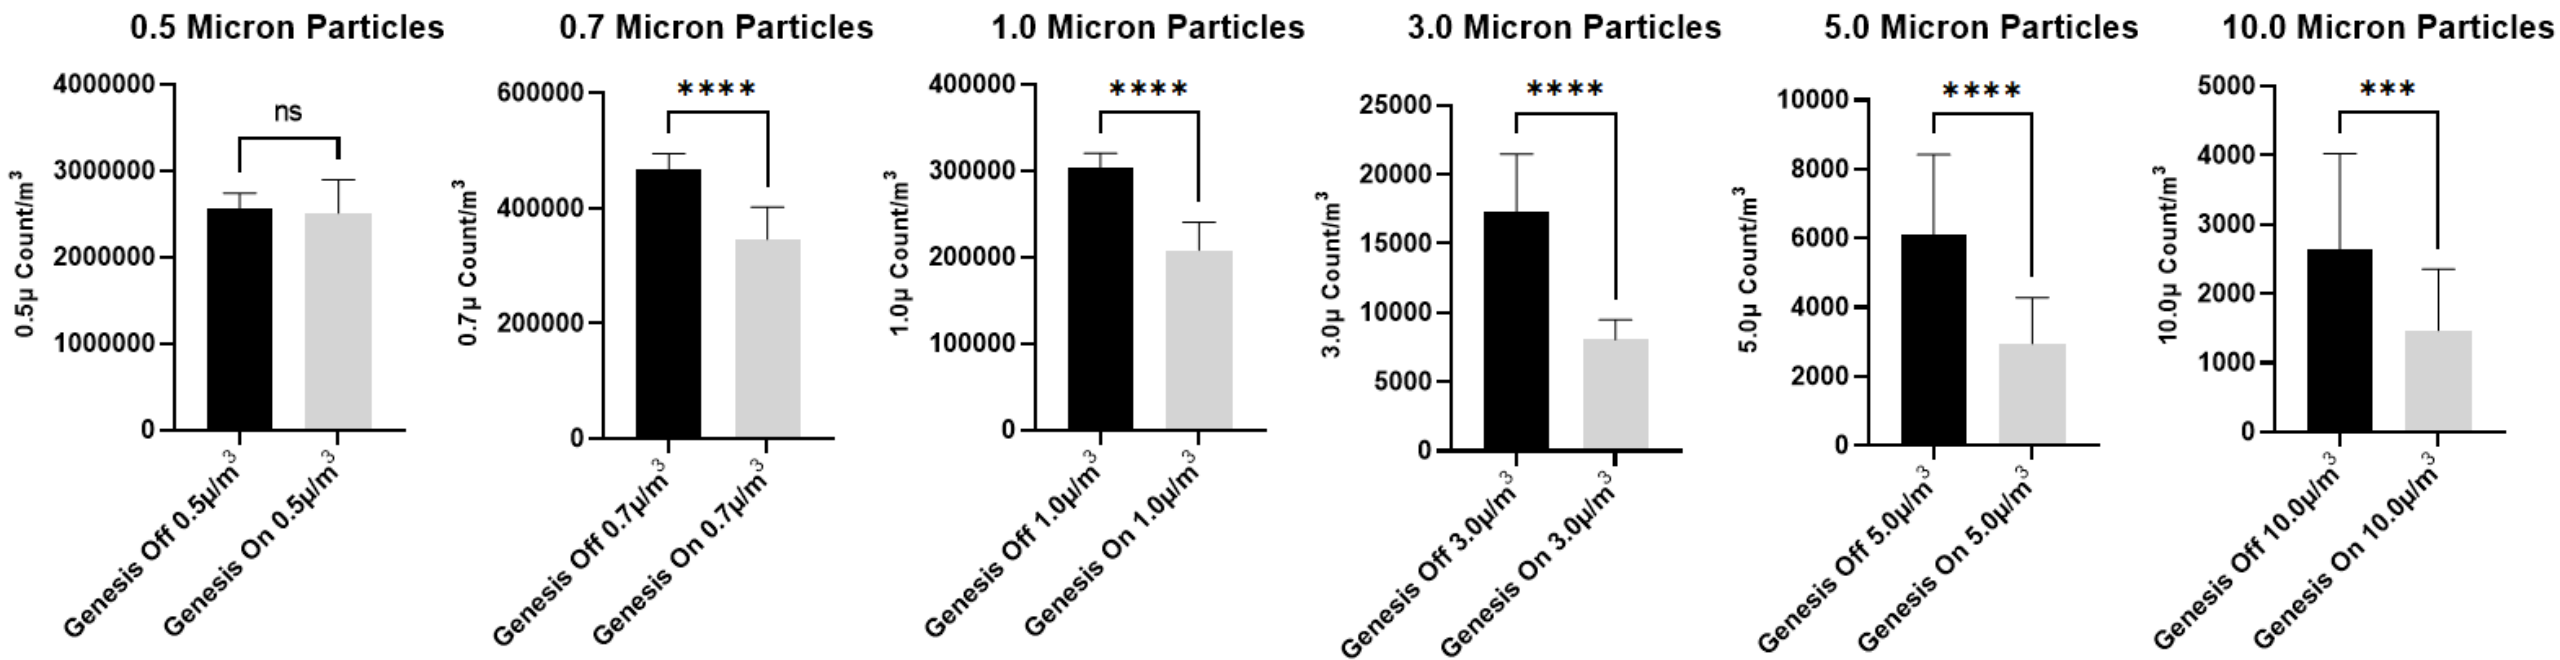 0.5 Micron Particles
4000000
3000000
2000000
1000000
0
0.5µ Count/m³
ns
Genesis Off 0.5µ/m³
Genesis On 0.5µ/m³
0.7 Micron Particles
600000
400000
200000
0
0.7µ Count/m³
****
Genesis Off 0.7µ/m³
Genesis On 0.7µ/m³
1.0 Micron Particles
400000
300000
200000
100000
0
1.0µ Count/m³
****
Genesis Off 1.0µ/m³
Genesis On 1.0µ/m³
3.0 Micron Particles
25000
20000
15000
10000
5000
0
3.0µ Count/m³
****
Genesis Off 3.0µ/m³
Genesis On 3.0µ/m³
5.0 Micron Particles
10000
8000
6000
4000
2000
0
5.0µ Count/m³
****
Genesis Off 5.0µ/m³
Genesis On 5.0µ/m³
10.0 Micron Particles
5000
4000
3000
2000
1000
0
10.0µ Count/m³
***
Genesis Off 10.0µ/m³
Genesis On 10.0µ/m³